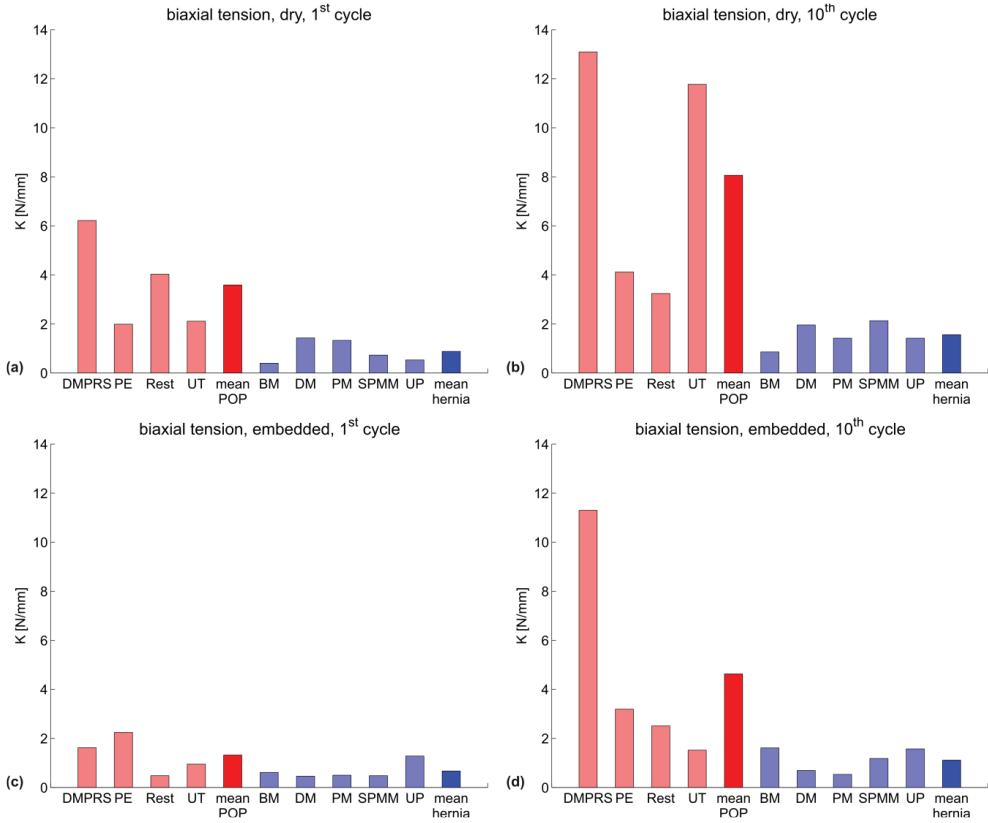 biaxial tension, dry, 1st cycle
14
12
10
8
6
4
2
0
K [N/mm]
(a)
DMPRS PE Rest UT mean POP BM DM PM SPMM UP mean hernia
biaxial tension, dry, 10th cycle
14
12
10
8
6
4
2
0
K [N/mm]
(b)
DMPRS PE Rest UT mean POP BM DM PM SPMM UP mean hernia
biaxial tension, embedded, 1st cycle
14
12
10
8
6
4
2
0
K [N/mm]
(c)
DMPRS PE Rest UT mean POP BM DM PM SPMM UP mean hernia
biaxial tension, embedded, 10th cycle
14
12
10
8
6
4
2
0
K [N/mm]
(d)
DMPRS PE Rest UT mean POP BM DM PM SPMM UP mean hernia